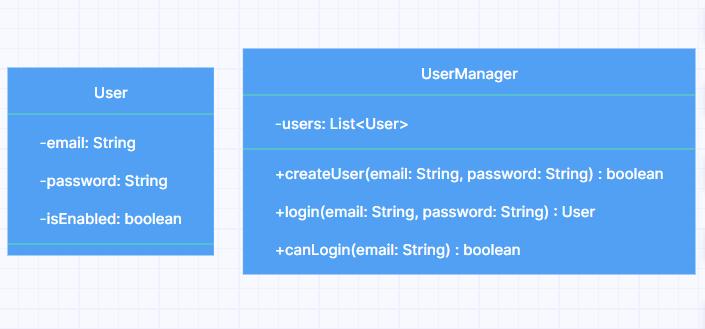 User
-email: String
-password: String
-isEnabled: boolean
UserManager
-users: List<User>
+createUser(email: String, password: String) : boolean
+login(email: String, password: String) : User
+canLogin(email: String) : boolean